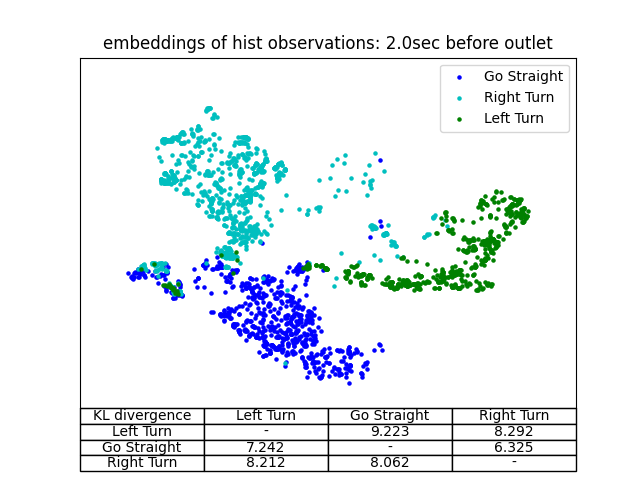 embeddings of hist observations: 2.0sec before outlet
Go Straight
Right Turn
Left Turn
KL divergence Left Turn Go Straight Right Turn
Left Turn - 9.223 8.292
Go Straight 7.242 - 6.325
Right Turn 8.212 8.062 -